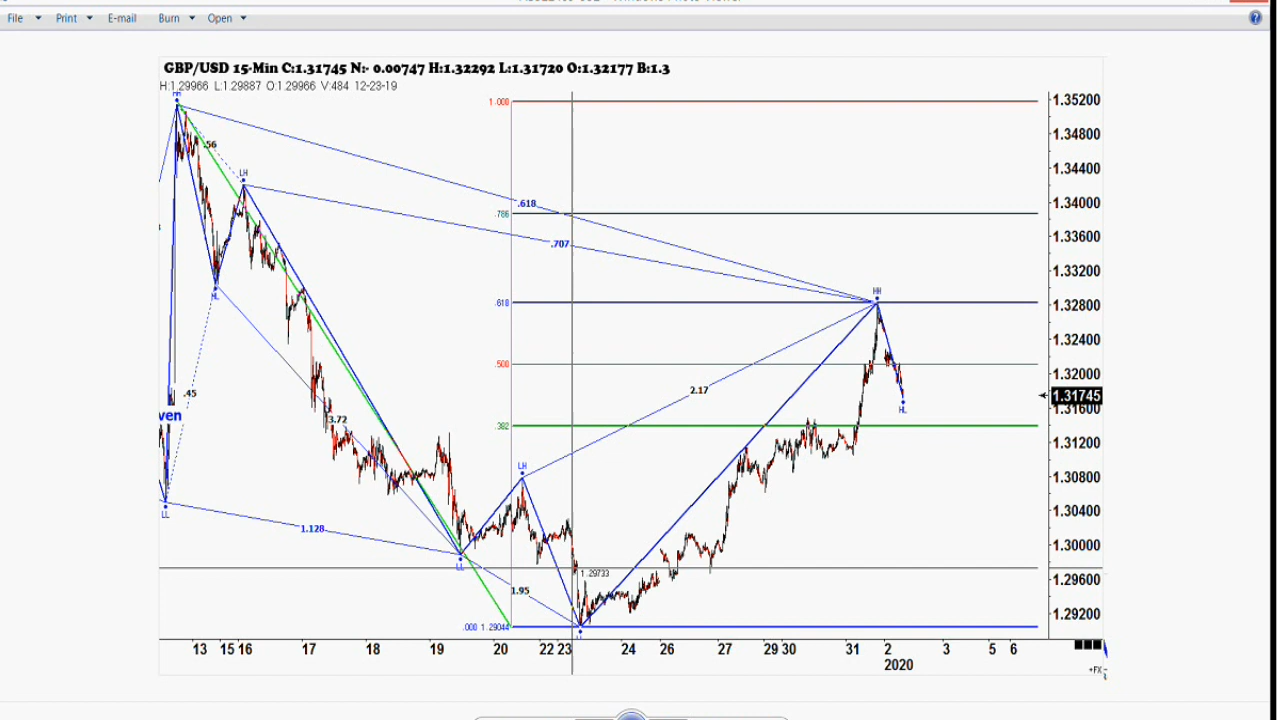 File Print E-mail Burn Open
GBP/USD 15-Min C:1.31745 N:- 0.00747 H:1.32292 L:1.31720 O:1.32177 B:1.3
H:1.29966 L:1.29887 O:1.29966 V:484 12-23-19
HH
1.000
1.35200
1.34800
.56
1.34400
LH
1.34000
.618
.786
1.33600
.707
1.33200
HL
HH
1.32800
.618
1.32400
.500
1.32000
.45
2.17
1.31745
1.31600
HL
ven
3.72
.382
1.31200
LH
1.30800
LL
1.30400
1.128
1.30000
LL
1.29733
1.29600
1.95
1.29200
.000 1.29044
LL
13 15 16 17 18 19 20 22 23 24 26 27 29 30 31 2 3 5 6
2020
+FX